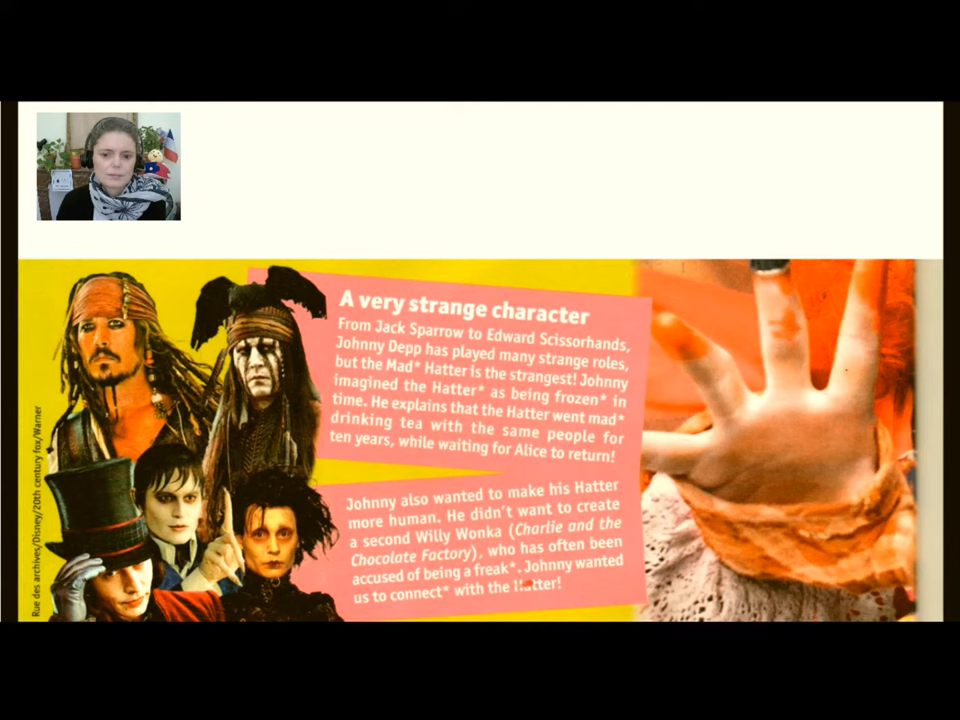 A very strange character
From Jack Sparrow to Edward Scissorhands,
Johnny Depp has played many strange roles,
but the Mad* Hatter is the strangest! Johnny
imagined the Hatter* as being frozen* in
time. He explains that the Hatter went mad*
drinking tea with the same people for
ten years, while waiting for Alice to return!
Johnny also wanted to make his Hatter
more human. He didn't want to create
a second Willy Wonka (Charlie and the
Chocolate Factory), who has often been
accused of being a freak*. Johnny wanted
us to connect* with the Hatter!
Rue des archives/Disney/20th century fox/Warner